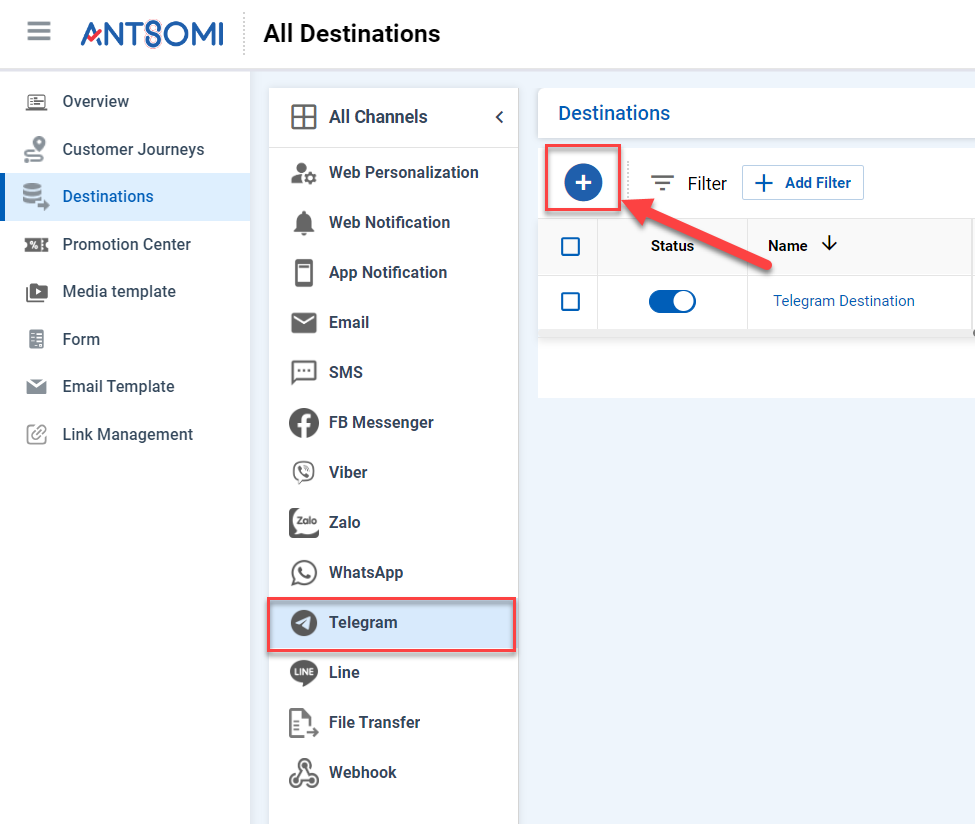 ANTSOMI
All Destinations
Overview
Customer Journeys
Destinations
Promotion Center
Media template
Form
Email Template
Link Management
All Channels
Web Personalization
Web Notification
App Notification
Email
SMS
FB Messenger
Viber
Zalo
Zalo
WhatsApp
Telegram
LINE
Line
File Transfer
Webhook
Destinations
Filter
Add Filter
Status
Name
Telegram Destination